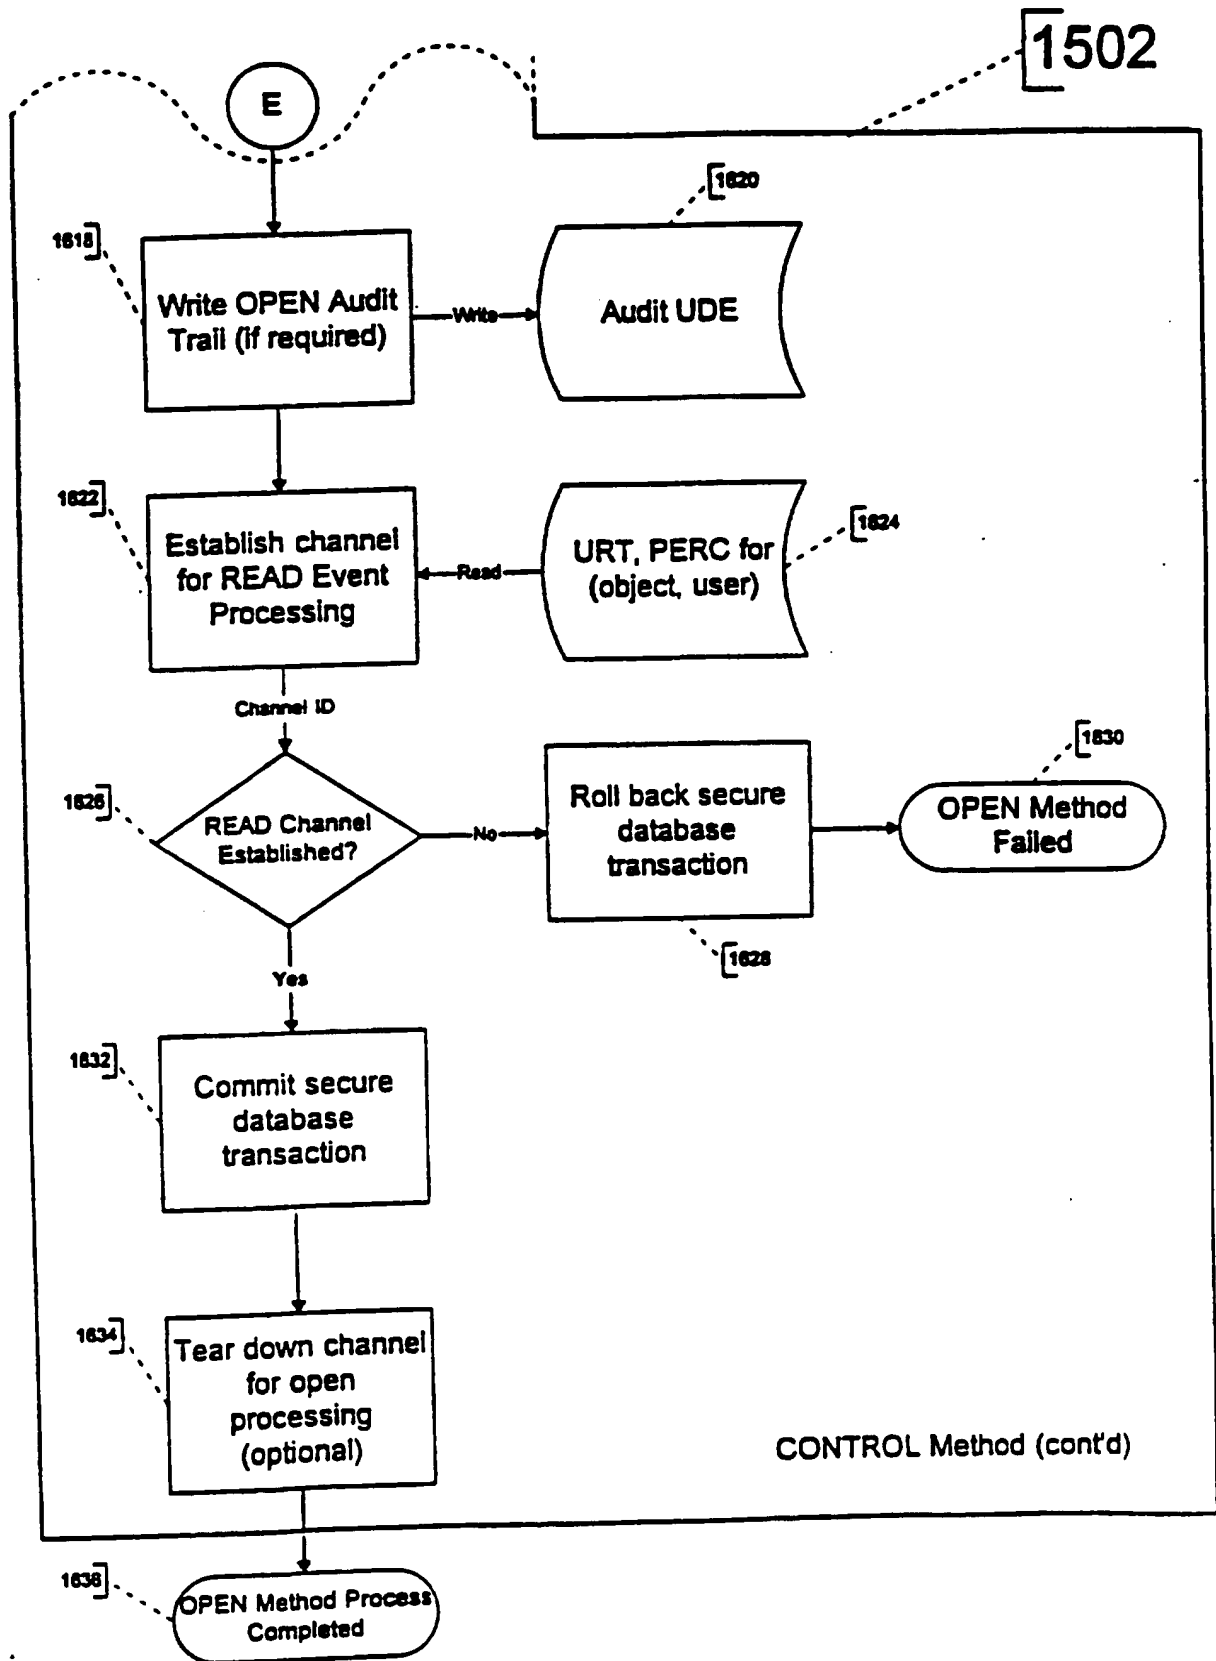 1502
E
1620
1618
Write OPEN Audit
Trail (if required)
Write
Audit UDE
1622
1624
Establish channel
for READ Event
Processing
Read
URT, PERC for
(object, user)
Channel ID
1630
1626
READ Channel
Established?
No
Roll back secure
database
transaction
OPEN Method
Failed
1628
Yes
1632
Commit secure
database
transaction
1634
Tear down channel
for open
processing
(optional)
CONTROL Method (cont'd)
1636
OPEN Method Process
Completed